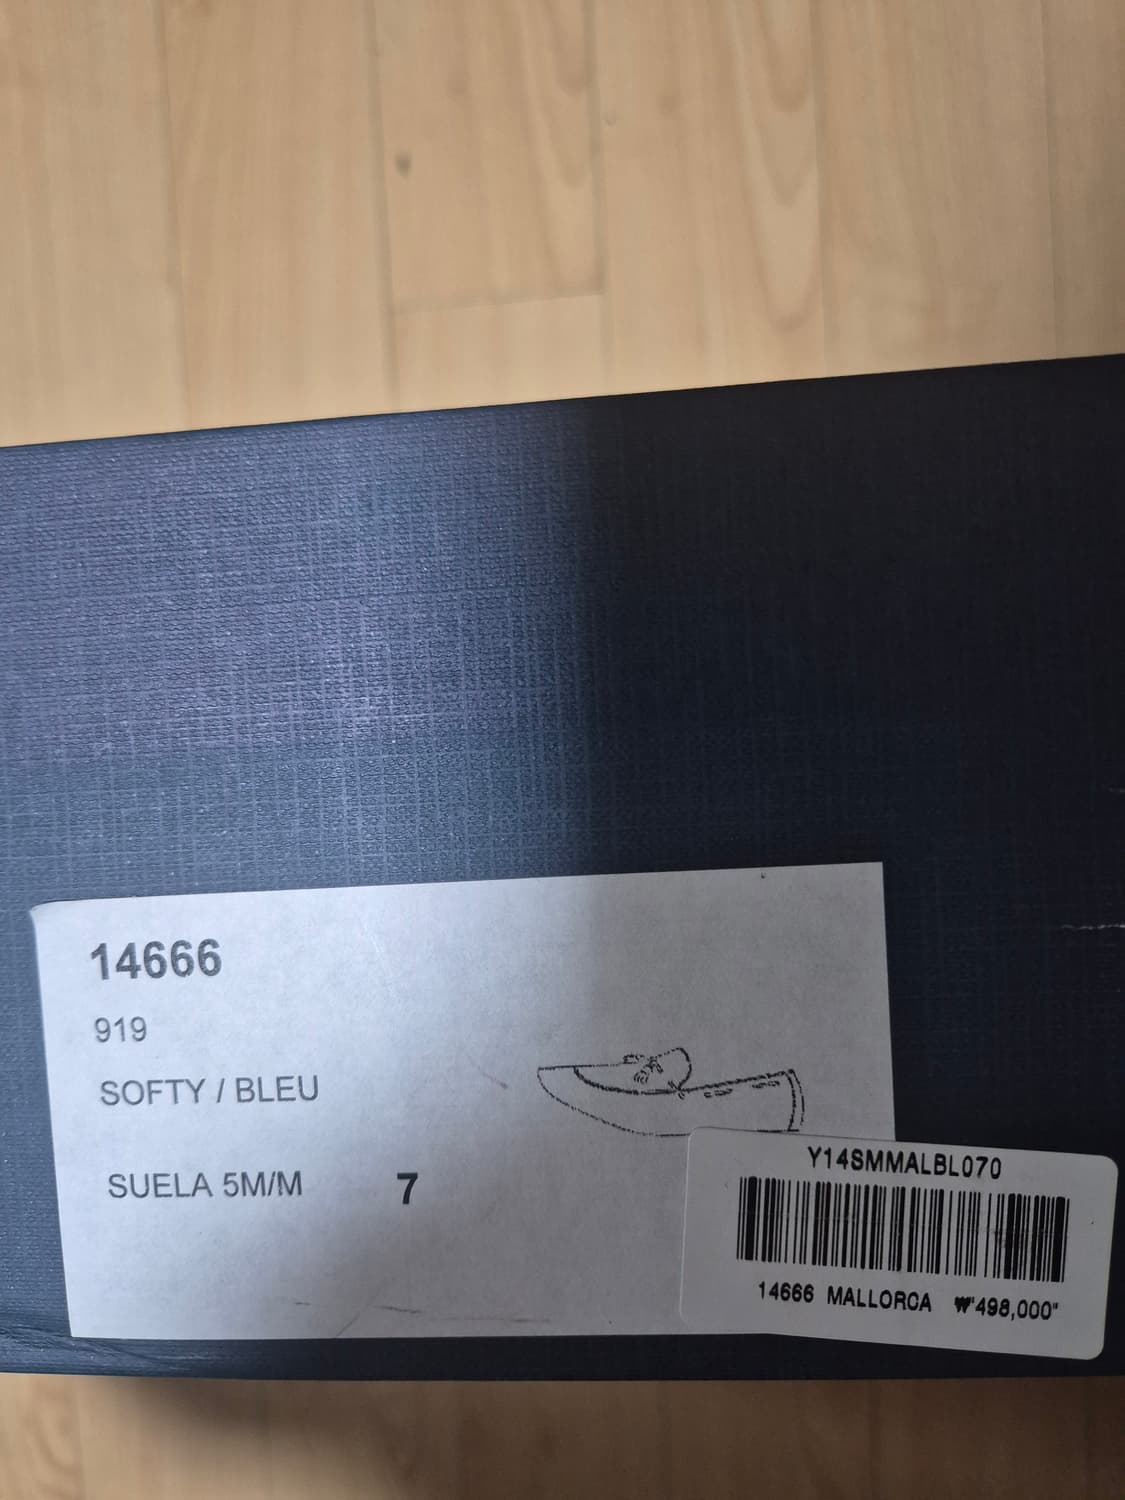 14666
919
SOFTY / BLEU
SUELA 5M/M 7
Y14SMMALBL070
14666 MALLORCA ₩"498,000"